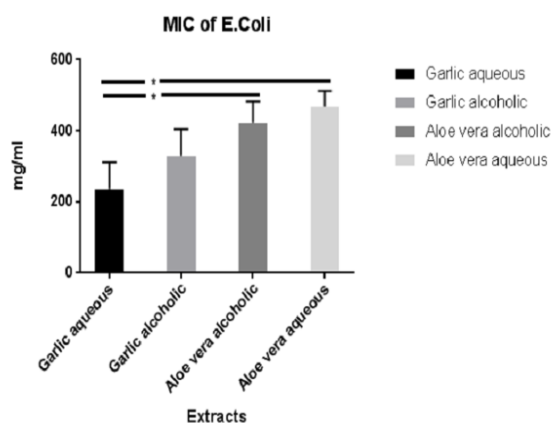 MIC of E.Coli
600
400
200
0
mg/ml
*
*
Garlic aqueous
Garlic alcoholic
Aloe vera alcoholic
Aloe vera aqueous
Extracts
Garlic aqueous
Garlic alcoholic
Aloe vera alcoholic
Aloe vera aqueous